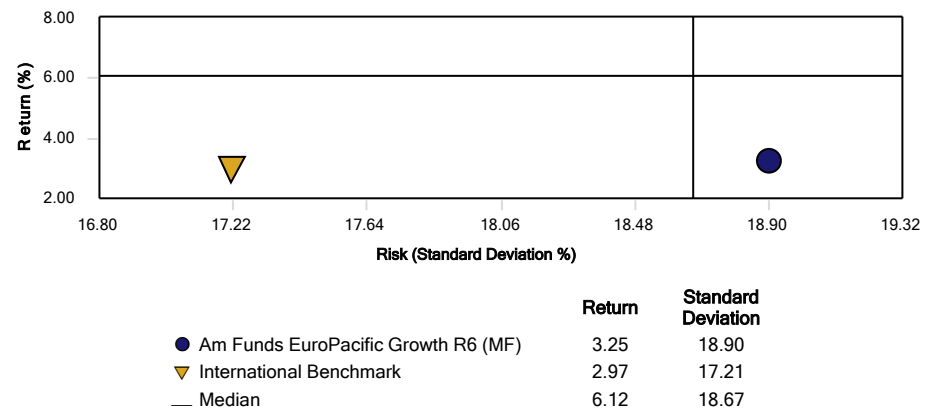 8.00
6.00
4.00
2.00
Return (%)
16.80 17.22 17.64 18.06 18.48 18.90 19.32
Risk (Standard Deviation %)
Return Standard Deviation
Am Funds EuroPacific Growth R6 (MF) 3.25 18.90
International Benchmark 2.97 17.21
Median 6.12 18.67